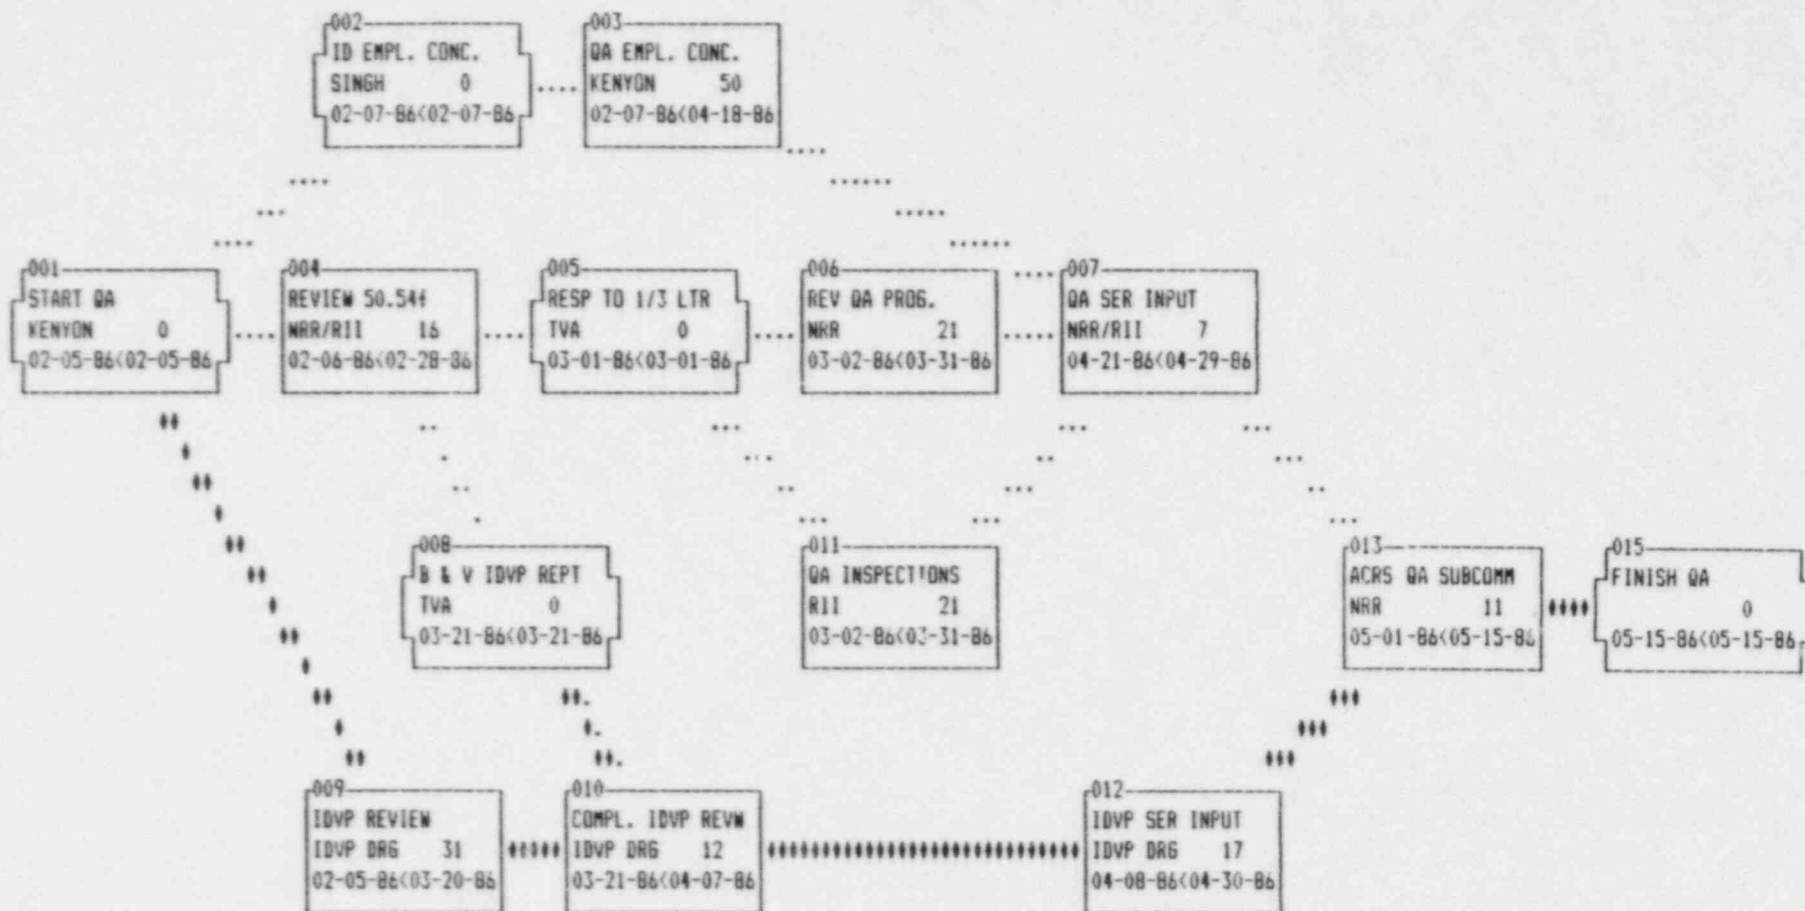 002
ID EMPL. CONC.
SINGH 0
02-07-86<02-07-86
003
QA EMPL. CONC.
KENYON 50
02-07-86<04-18-86
001
START QA
KENYON 0
02-05-86<02-05-86
004
REVIEW 50.54f
NRR/RII 16
02-06-86<02-28-86
005
RESP TO 1/3 LTR
TVA 0
03-01-86<03-01-86
006
REV QA PROG.
NRR 21
03-02-86<03-31-86
007
QA SER INPUT
NRR/RII 7
04-21-86<04-29-86
008
B & V IDVP REPT
TVA 0
03-21-86<03-21-86
011
QA INSPECTIONS
RII 21
03-02-86<03-31-86
013
ACRS QA SUBCOMM
NRR 11
05-01-86<05-15-86
015
FINISH QA
0
05-15-86<05-15-86
009
IDVP REVIEW
IDVP DRG 31
02-05-86<03-20-86
010
COMPL. IDVP REVW
IDVP DRG 12
03-21-86<04-07-86
012
IDVP SER INPUT
IDVP DRG 17
04-08-86<04-30-86